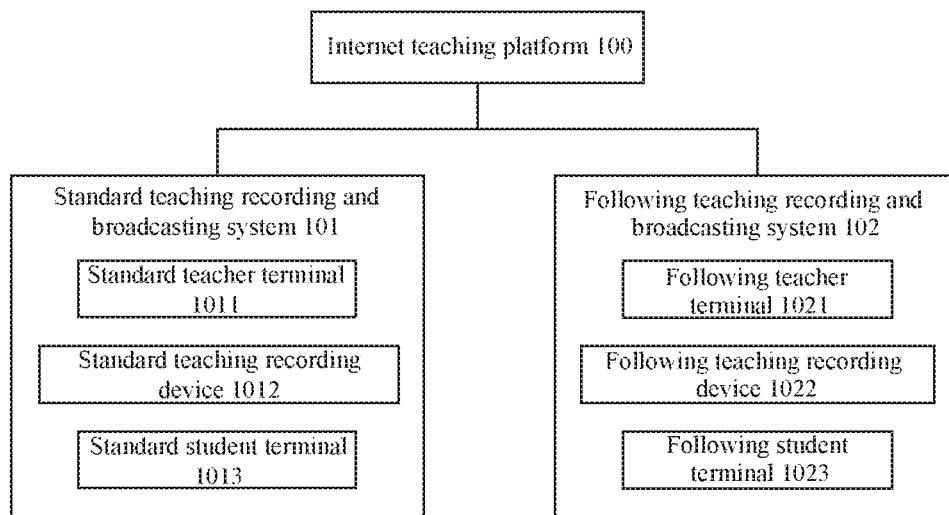 Internet teaching platform 100
Standard teaching recording and
broadcasting system 101
Standard teacher terminal
1011
Standard teaching recording
device 1012
Standard student terminal
1013
Following teaching recording and
broadcasting system 102
Following teacher
terminal 1021
Following teaching recording
device 1022
Following student
terminal 1023